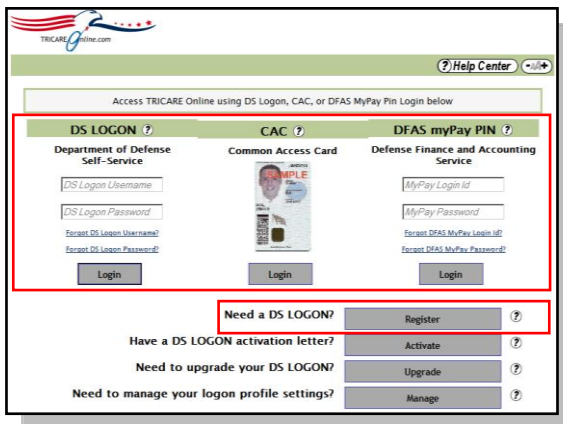 TRICARE Online.com
? Help Center -A+
Access TRICARE Online using DS Logon, CAC, or DFAS MyPay Pin Login below
DS LOGON ? CAC ? DFAS myPay PIN ?
Department of Defense Self-Service
Common Access Card
Defense Finance and Accounting Service
DS Logon Username
DS Logon Password
Forgot DS Logon Username?
Forgot DS Logon Password?
Login
SAMPLE
Login
MyPay Login Id
MyPay Password
Forgot DFAS MyPay Login Id?
Forgot DFAS MyPay Password?
Login
Need a DS LOGON? Register ?
Have a DS LOGON activation letter? Activate ?
Need to upgrade your DS LOGON? Upgrade ?
Need to manage your logon profile settings? Manage ?